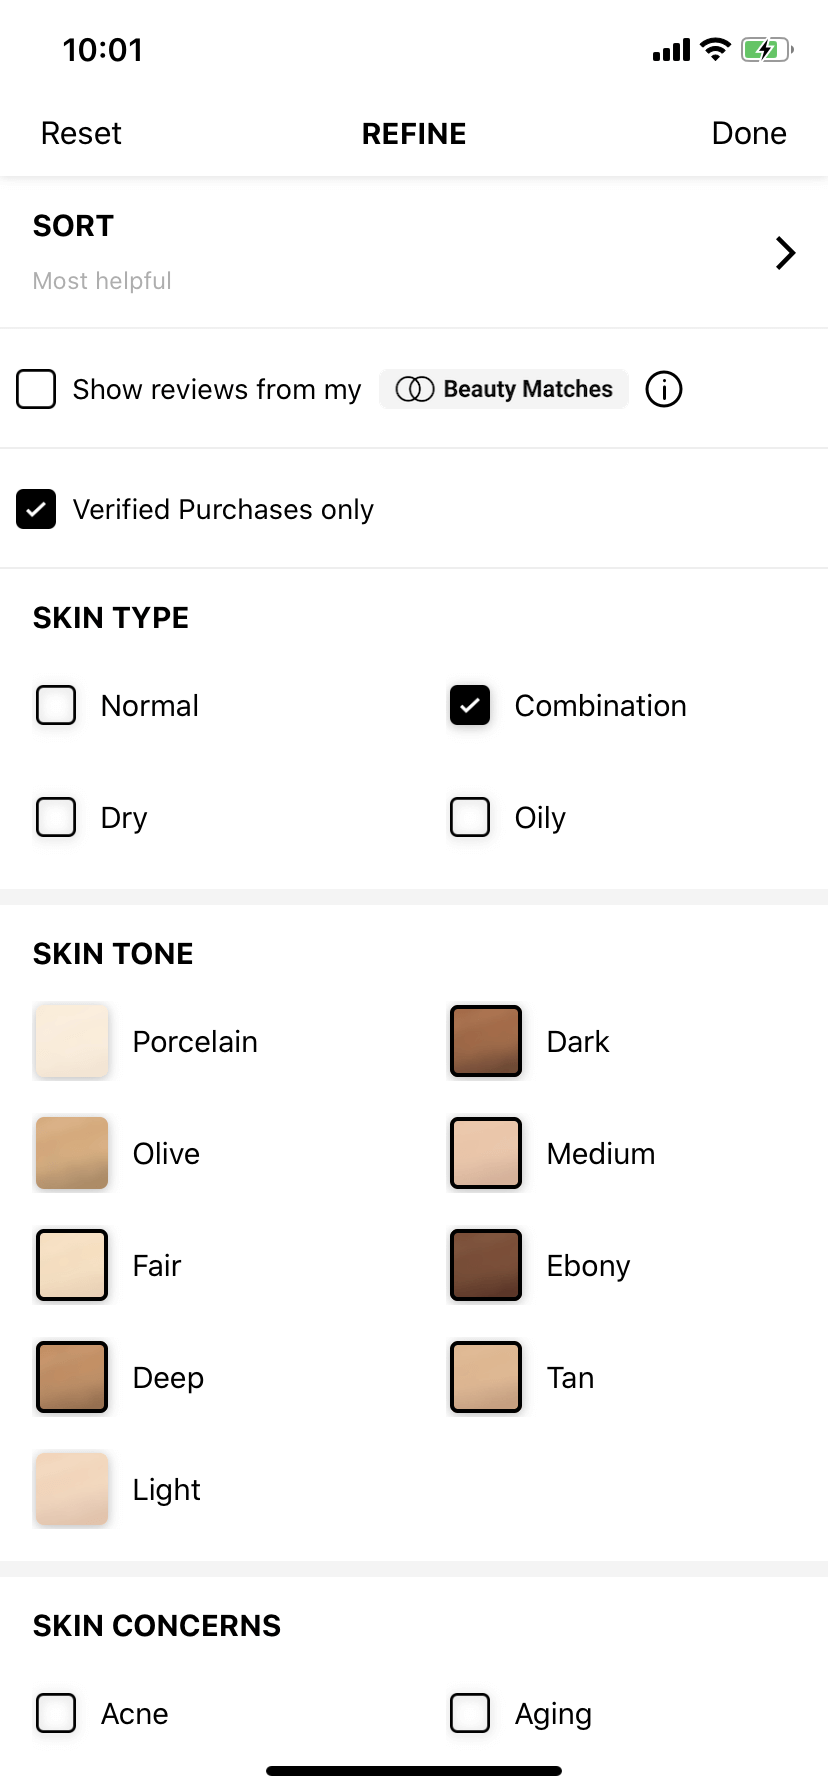 10:01
Reset REFINE Done
SORT
Most helpful
Show reviews from my Beauty Matches
Verified Purchases only
SKIN TYPE
Normal Combination
Dry Oily
SKIN TONE
Porcelain Dark
Olive Medium
Fair Ebony
Deep Tan
Light
SKIN CONCERNS
Acne Aging